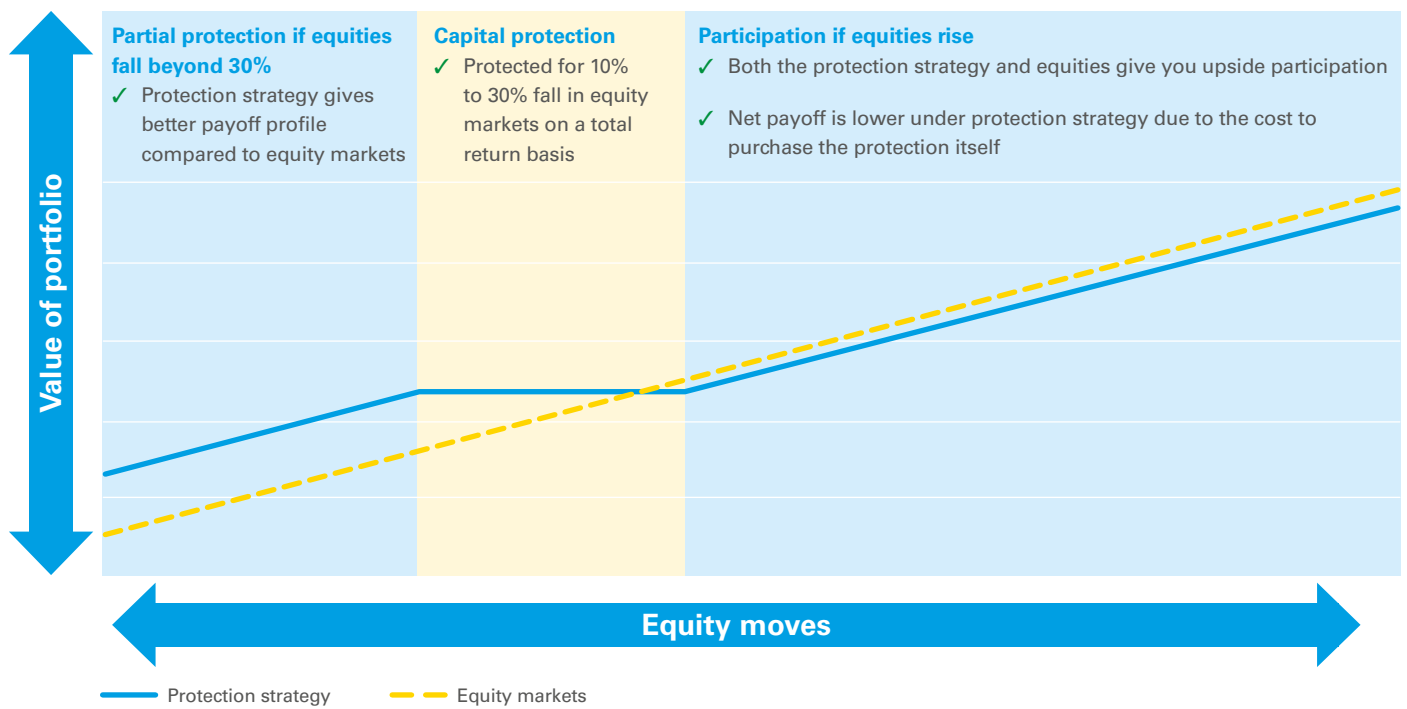 Partial protection if equities
fall beyond 30%
✓ Protection strategy gives
better payoff profile
compared to equity markets
Capital protection
✓ Protected for 10%
to 30% fall in equity
markets on a total
return basis
Participation if equities rise
✓ Both the protection strategy and equities give you upside participation
✓ Net payoff is lower under protection strategy due to the cost to
purchase the protection itself
Value of portfolio
Equity moves
Protection strategy
Equity markets